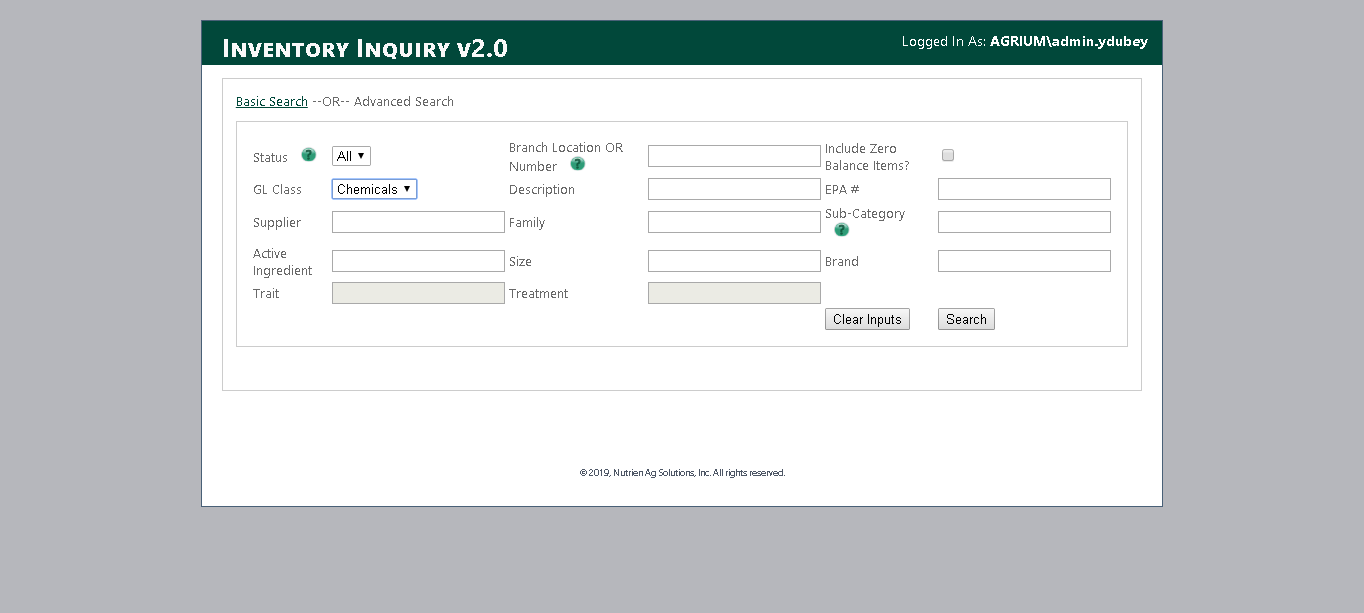 INVENTORY INQUIRY V2.0
Logged In As: AGRIUM\admin.ydubey
Basic Search --OR-- Advanced Search
Status ? All ▼
Branch Location OR
Number ?
Include Zero
Balance Items?
GL Class Chemicals ▼
Description
EPA #
Supplier
Family
Sub-Category
?
Active
Ingredient
Size
Brand
Trait
Treatment
Clear Inputs
Search
© 2019, Nutrien Ag Solutions, Inc. All rights reserved.